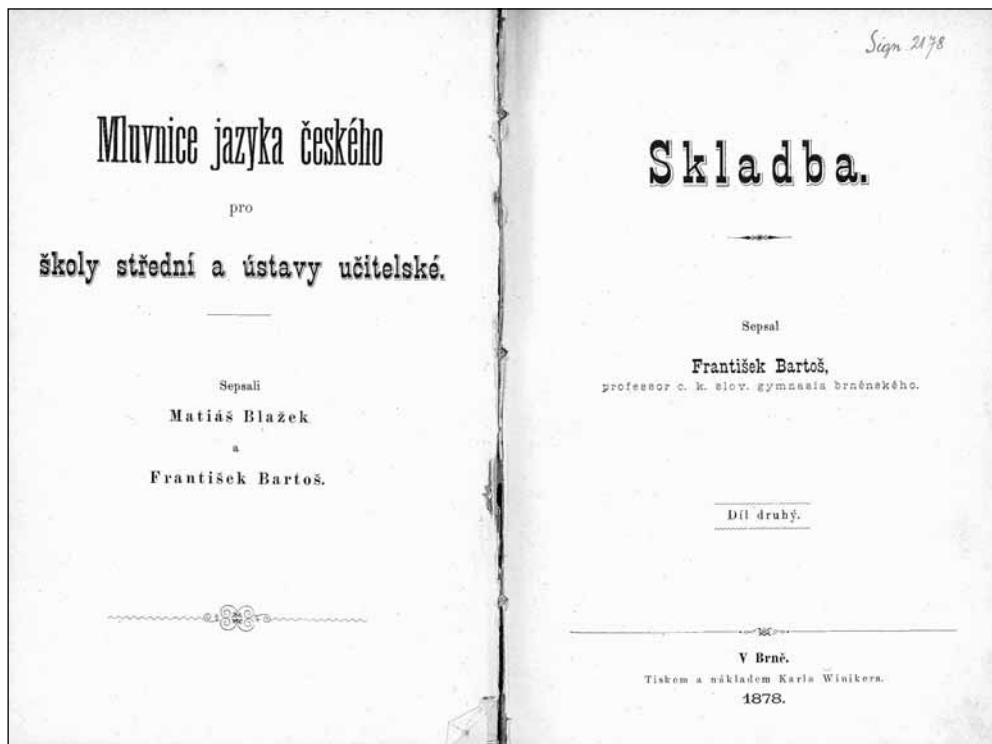 Mluvnice jazyka českého
pro
školy střední a ústavy učitelské.
Sepsali
Matiáš Blažek
a
František Bartoš.
Sign. 2178
Skladba.
Sepsal
František Bartoš,
professor c. k. slov. gymnasia brněnského.
Díl druhý.
V Brně.
Tiskem a nákladem Karla Winikera.
1878.